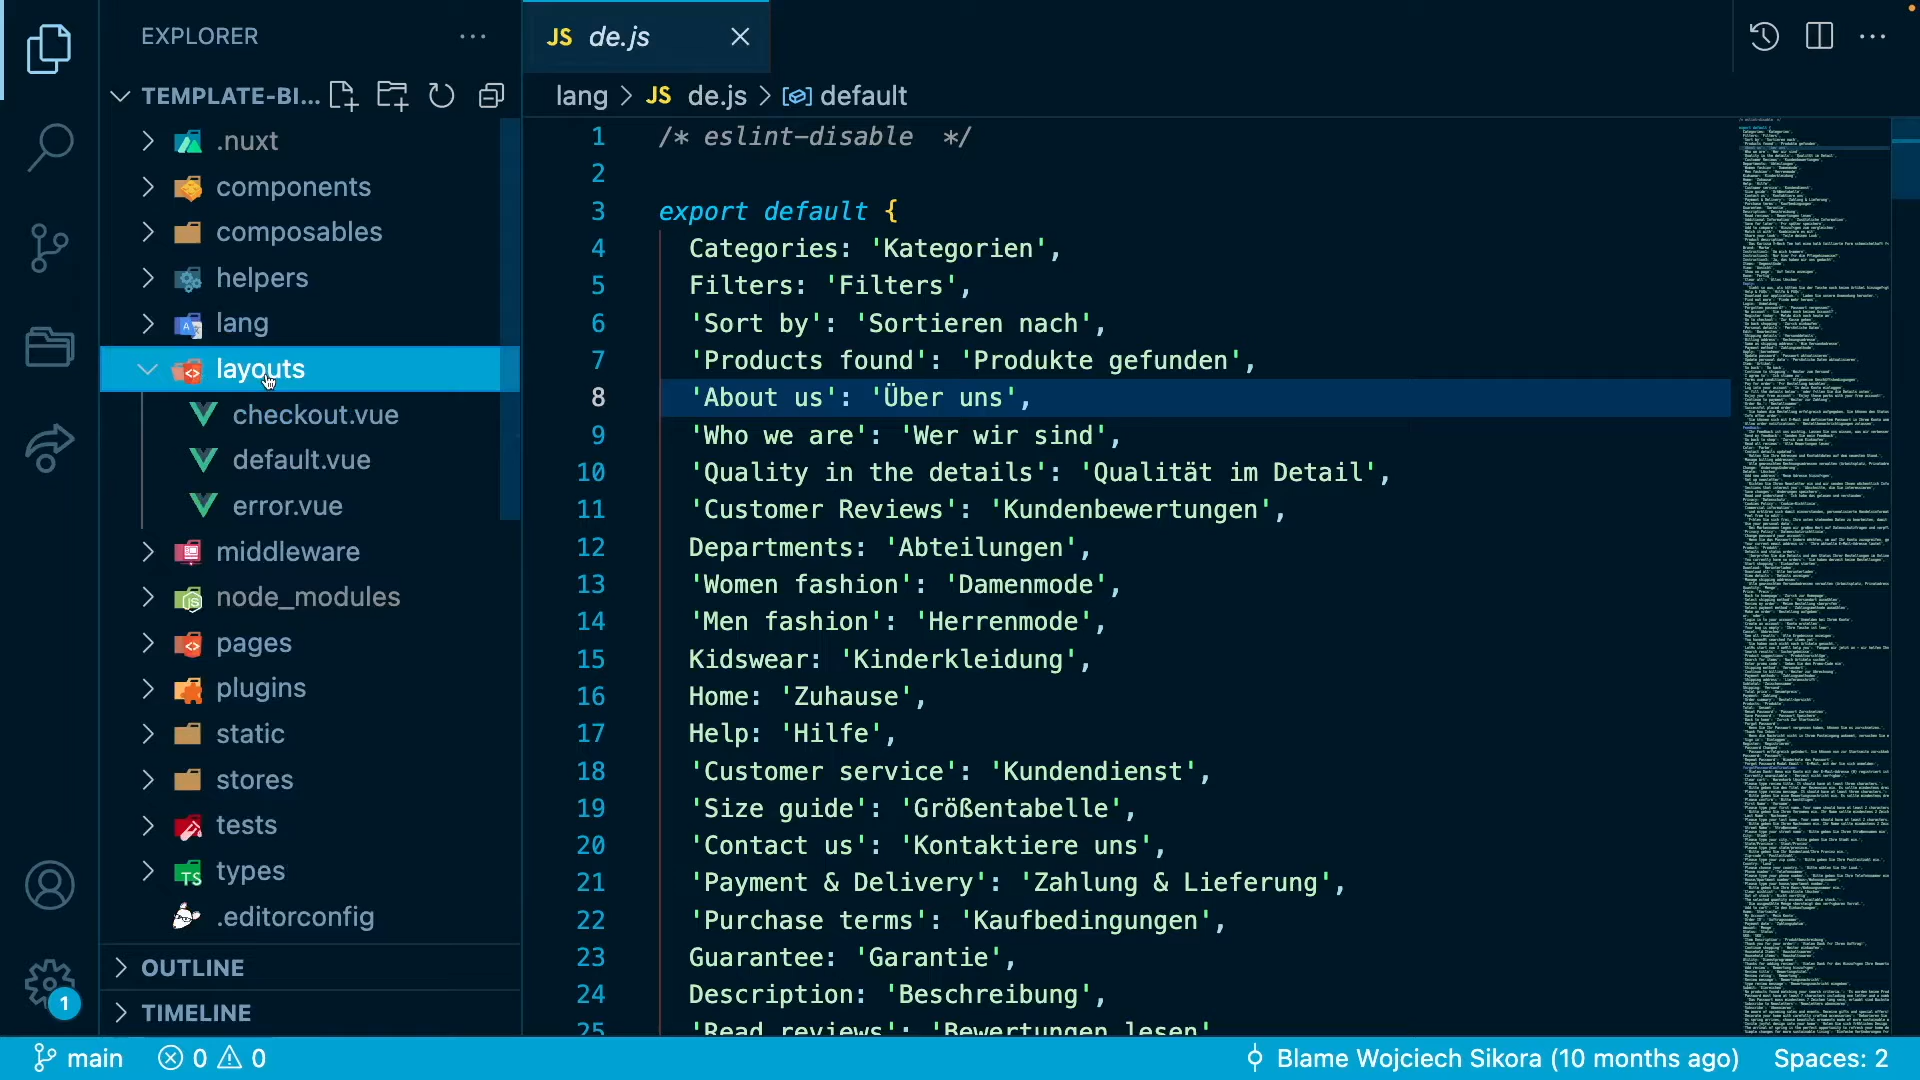 EXPLORER
TEMPLATE-BI...
.nuxt
components
composables
helpers
lang
layouts
checkout.vue
default.vue
error.vue
middleware
node_modules
pages
plugins
static
stores
tests
types
.editorconfig
OUTLINE
TIMELINE
1
JS de.js
lang > JS de.js > default
1 /* eslint-disable */
2
3 export default {
4 Categories: 'Kategorien',
5 Filters: 'Filters',
6 'Sort by': 'Sortieren nach',
7 'Products found': 'Produkte gefunden',
8 'About us': 'Über uns',
9 'Who we are': 'Wer wir sind',
10 'Quality in the details': 'Qualität im Detail',
11 'Customer Reviews': 'Kundenbewertungen',
12 Departments: 'Abteilungen',
13 'Women fashion': 'Damenmode',
14 'Men fashion': 'Herrenmode',
15 Kidswear: 'Kinderkleidung',
16 Home: 'Zuhause',
17 Help: 'Hilfe',
18 'Customer service': 'Kundendienst',
19 'Size guide': 'Größentabelle',
20 'Contact us': 'Kontaktiere uns',
21 'Payment & Delivery': 'Zahlung & Lieferung',
22 'Purchase terms': 'Kaufbedingungen',
23 Guarantee: 'Garantie',
24 Description: 'Beschreibung',
25 'Read reviews': 'Bewertungen lesen',
main 0 0
Blame Wojciech Sikora (10 months ago) Spaces: 2